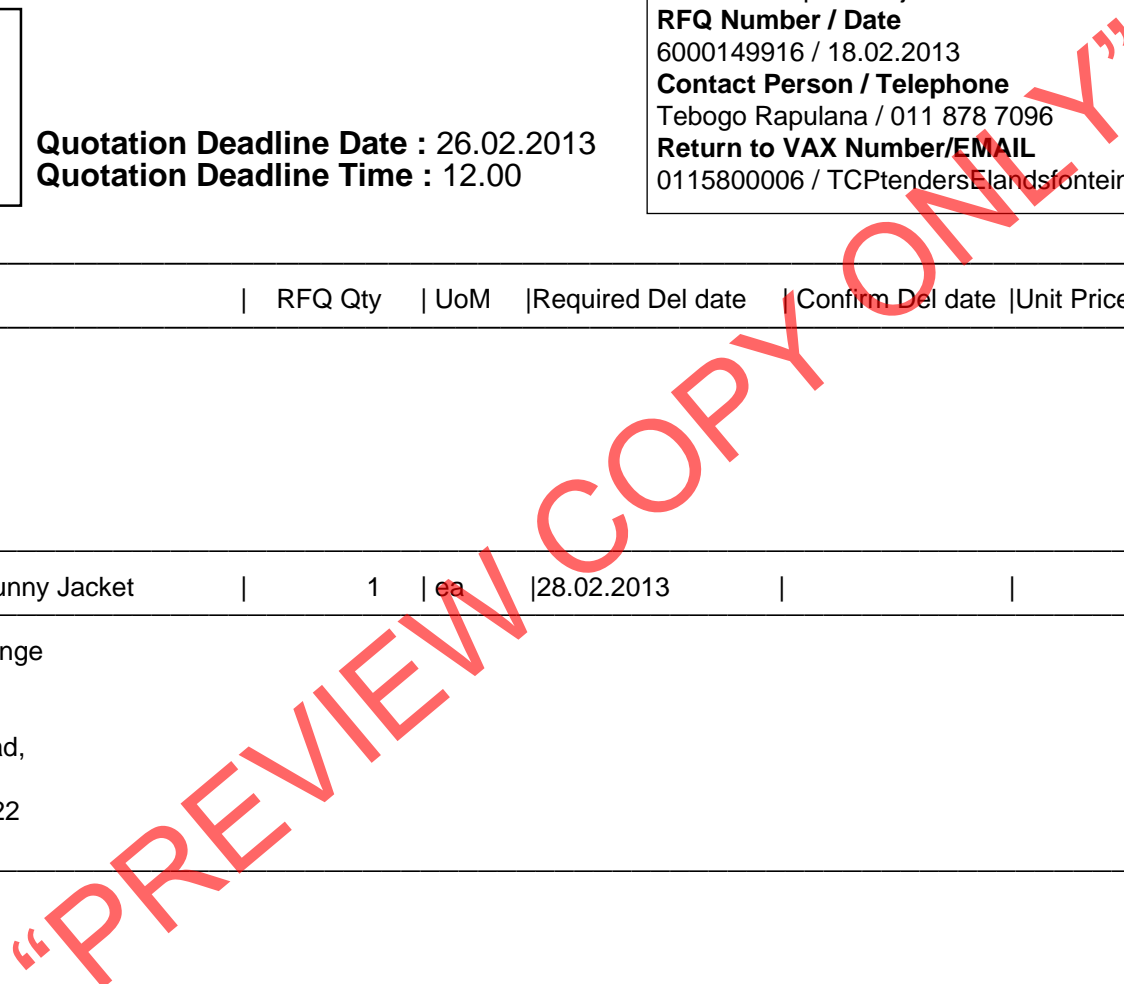 RFQ Number / Date
6000149916 / 18.02.2013
Contact Person / Telephone
Tebogo Rapulana / 011 878 7096
Return to VAX Number/EMAIL
0115800006 / TCPtendersElandsfontein
Quotation Deadline Date : 26.02.2013
Quotation Deadline Time : 12.00
| RFQ Qty | UoM |Required Del date | Confirm Del date |Unit Price
unny Jacket | 1 | ea |28.02.2013 | |
nge
ad,
22
“PREVIEW COPY ONLY”